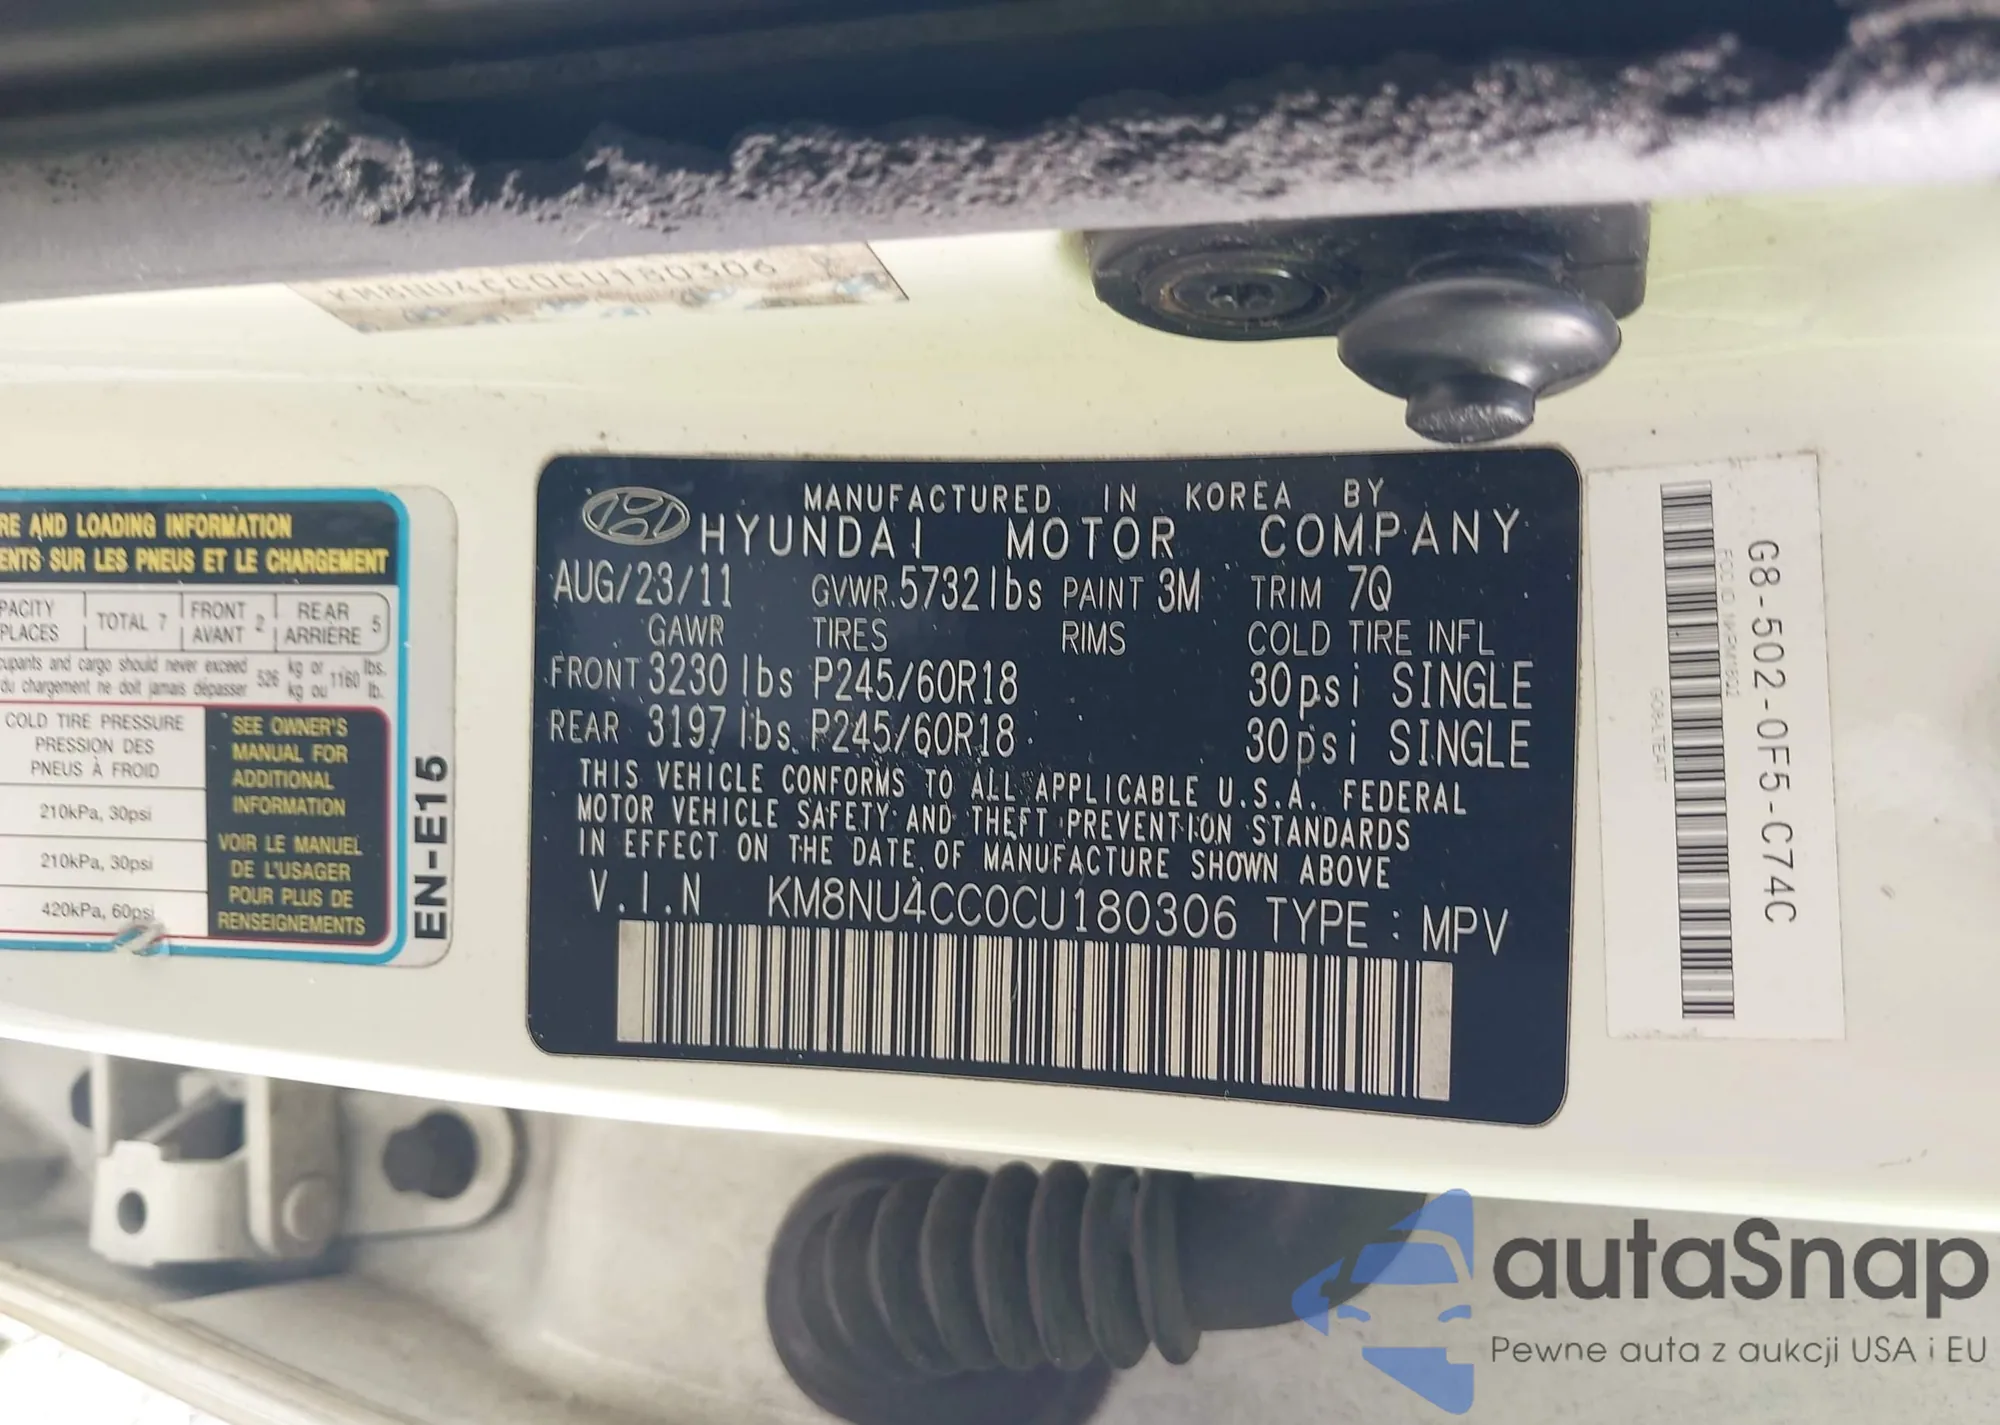 KM8NU4CC0CU180306
RE AND LOADING INFORMATION
ENTS SUR LES PNEUS ET LE CHARGEMENT
PACITY
PLACES
TOTAL 7
FRONT
AVANT
2
REAR
ARRIÈRE
5
cupants and cargo should never exceed 526 kg or 1160 lbs.
du chargement ne doit jamais dépasser kg ou lb.
COLD TIRE PRESSURE
PRESSION DES
PNEUS À FROID
210kPa, 30psi
210kPa, 30psi
420kPa, 60psi
SEE OWNER'S
MANUAL FOR
ADDITIONAL
INFORMATION
VOIR LE MANUEL
DE L'USAGER
POUR PLUS DE
RENSEIGNEMENTS
EN-E15
MANUFACTURED IN KOREA BY
HYUNDAI MOTOR COMPANY
AUG/23/11 GVWR 5732lbs PAINT 3M TRIM 7Q
GAWR TIRES RIMS COLD TIRE INFL
FRONT 3230 lbs P245/60R18 30psi SINGLE
REAR 3197 lbs P245/60R18 30psi SINGLE
THIS VEHICLE CONFORMS TO ALL APPLICABLE U.S.A. FEDERAL
MOTOR VEHICLE SAFETY AND THEFT PREVENTION STANDARDS
IN EFFECT ON THE DATE OF MANUFACTURE SHOWN ABOVE
V.I.N KM8NU4CC0CU180306 TYPE : MPV
G8-502-0F5-C74C
autaSnap
Pewne auta z aukcji USA i EU